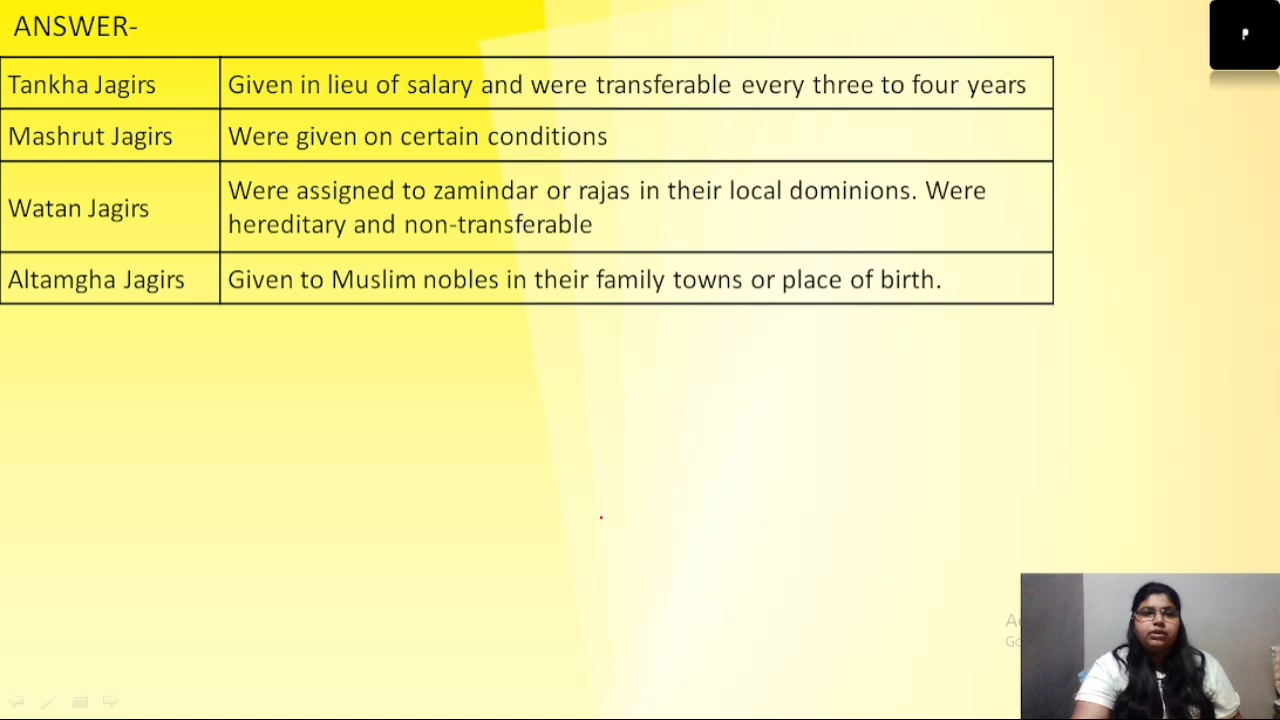 ANSWER-
Tankha Jagirs Given in lieu of salary and were transferable every three to four years
Mashrut Jagirs Were given on certain conditions
Watan Jagirs Were assigned to zamindar or rajas in their local dominions. Were
hereditary and non-transferable
Altamgha Jagirs Given to Muslim nobles in their family towns or place of birth.